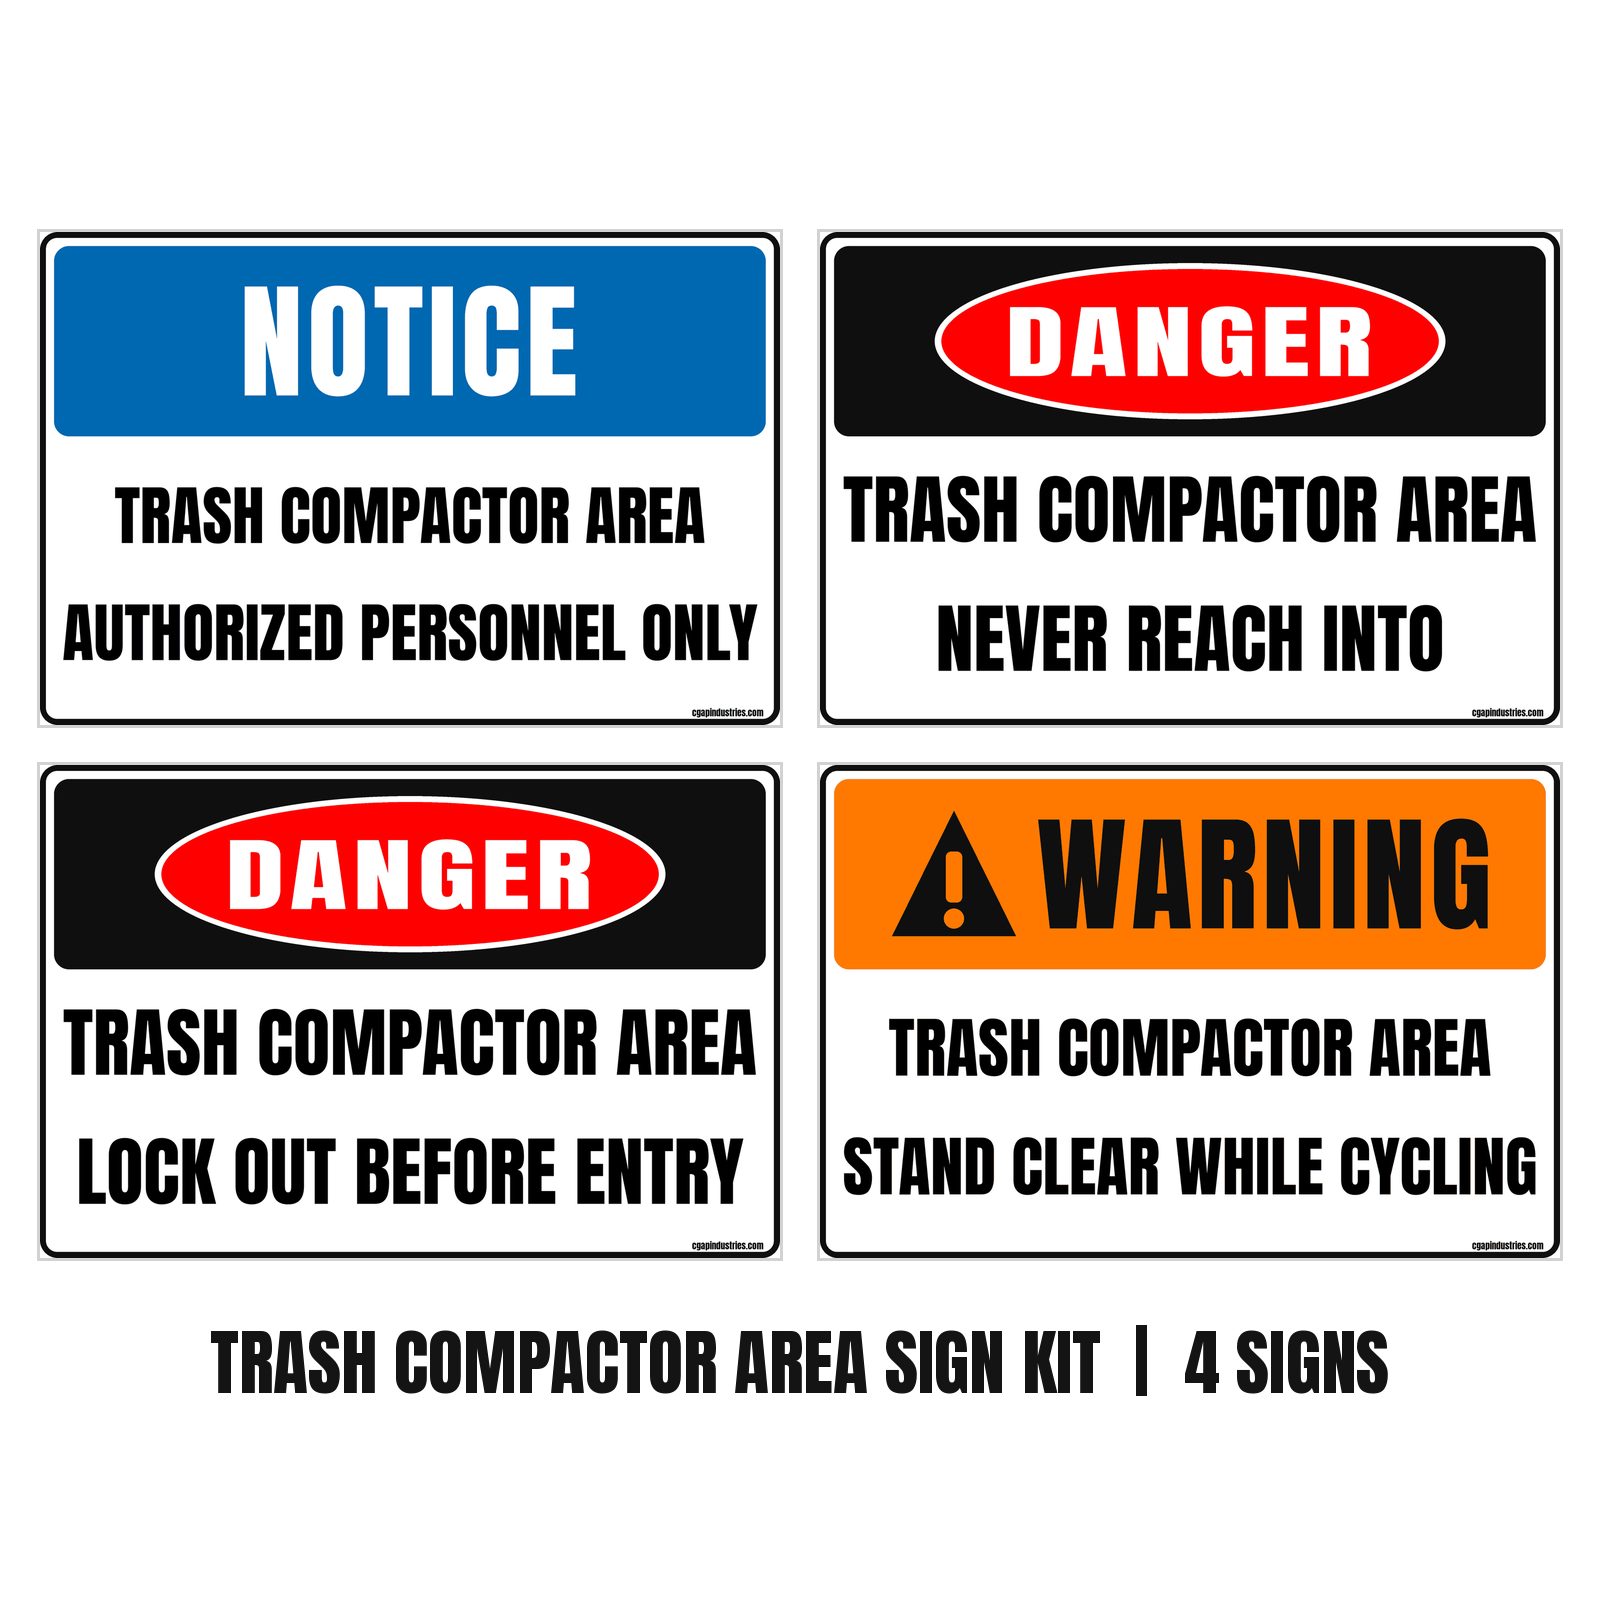 NOTICE
TRASH COMPACTOR AREA
AUTHORIZED PERSONNEL ONLY
cgapindustries.com
DANGER
TRASH COMPACTOR AREA
NEVER REACH INTO
cgapindustries.com
DANGER
TRASH COMPACTOR AREA
LOCK OUT BEFORE ENTRY
cgapindustries.com
WARNING
TRASH COMPACTOR AREA
STAND CLEAR WHILE CYCLING
cgapindustries.com
TRASH COMPACTOR AREA SIGN KIT | 4 SIGNS